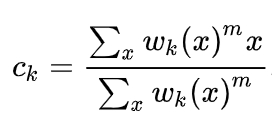 c_k = \frac{\sum_x w_k(x)^m x}{\sum_x w_k(x)^m}